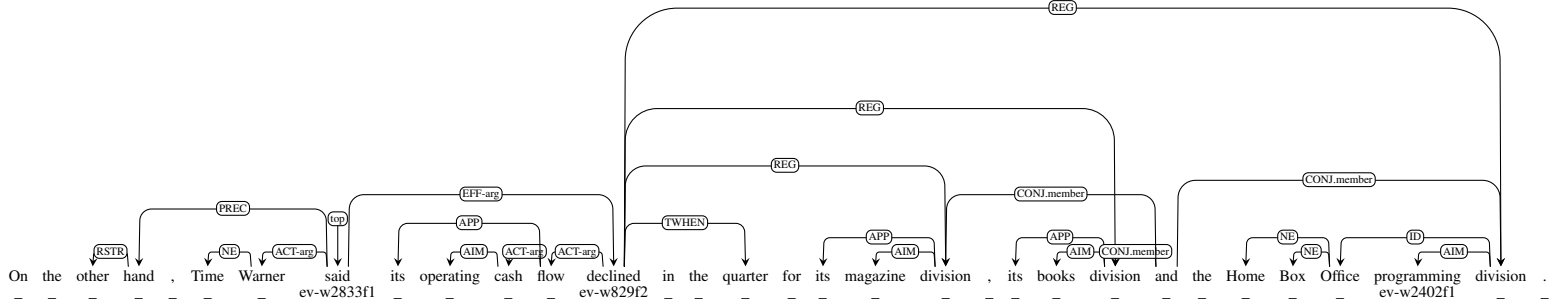 REG
REG
REG
EFF-arg CONJ.member CONJ.member
PREC
top
APP TWHEN
APP APP NE ID
RSTR NE ACT-arg AIM ACT-arg ACT-arg AIM AIM CONJ.member NE AIM
On the other hand , Time Warner said its operating cash flow declined in the quarter for its magazine division , its books division and the Home Box Office programming division .
_ _ _ _ _ _ _ ev-w2833f1 _ _ _ _ ev-w829f2 _ _ _ _ _ _ _ _ _ _ _ _ _ _ _ _ ev-w2402f1 _ _